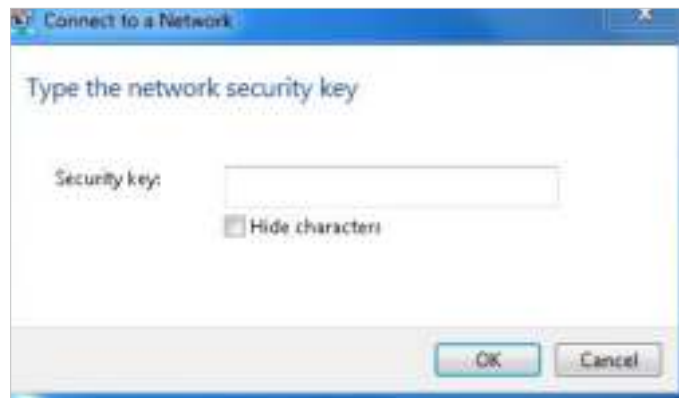 Connect to a Network
Type the network security key
Security key:
Hide characters
OK
Cancel